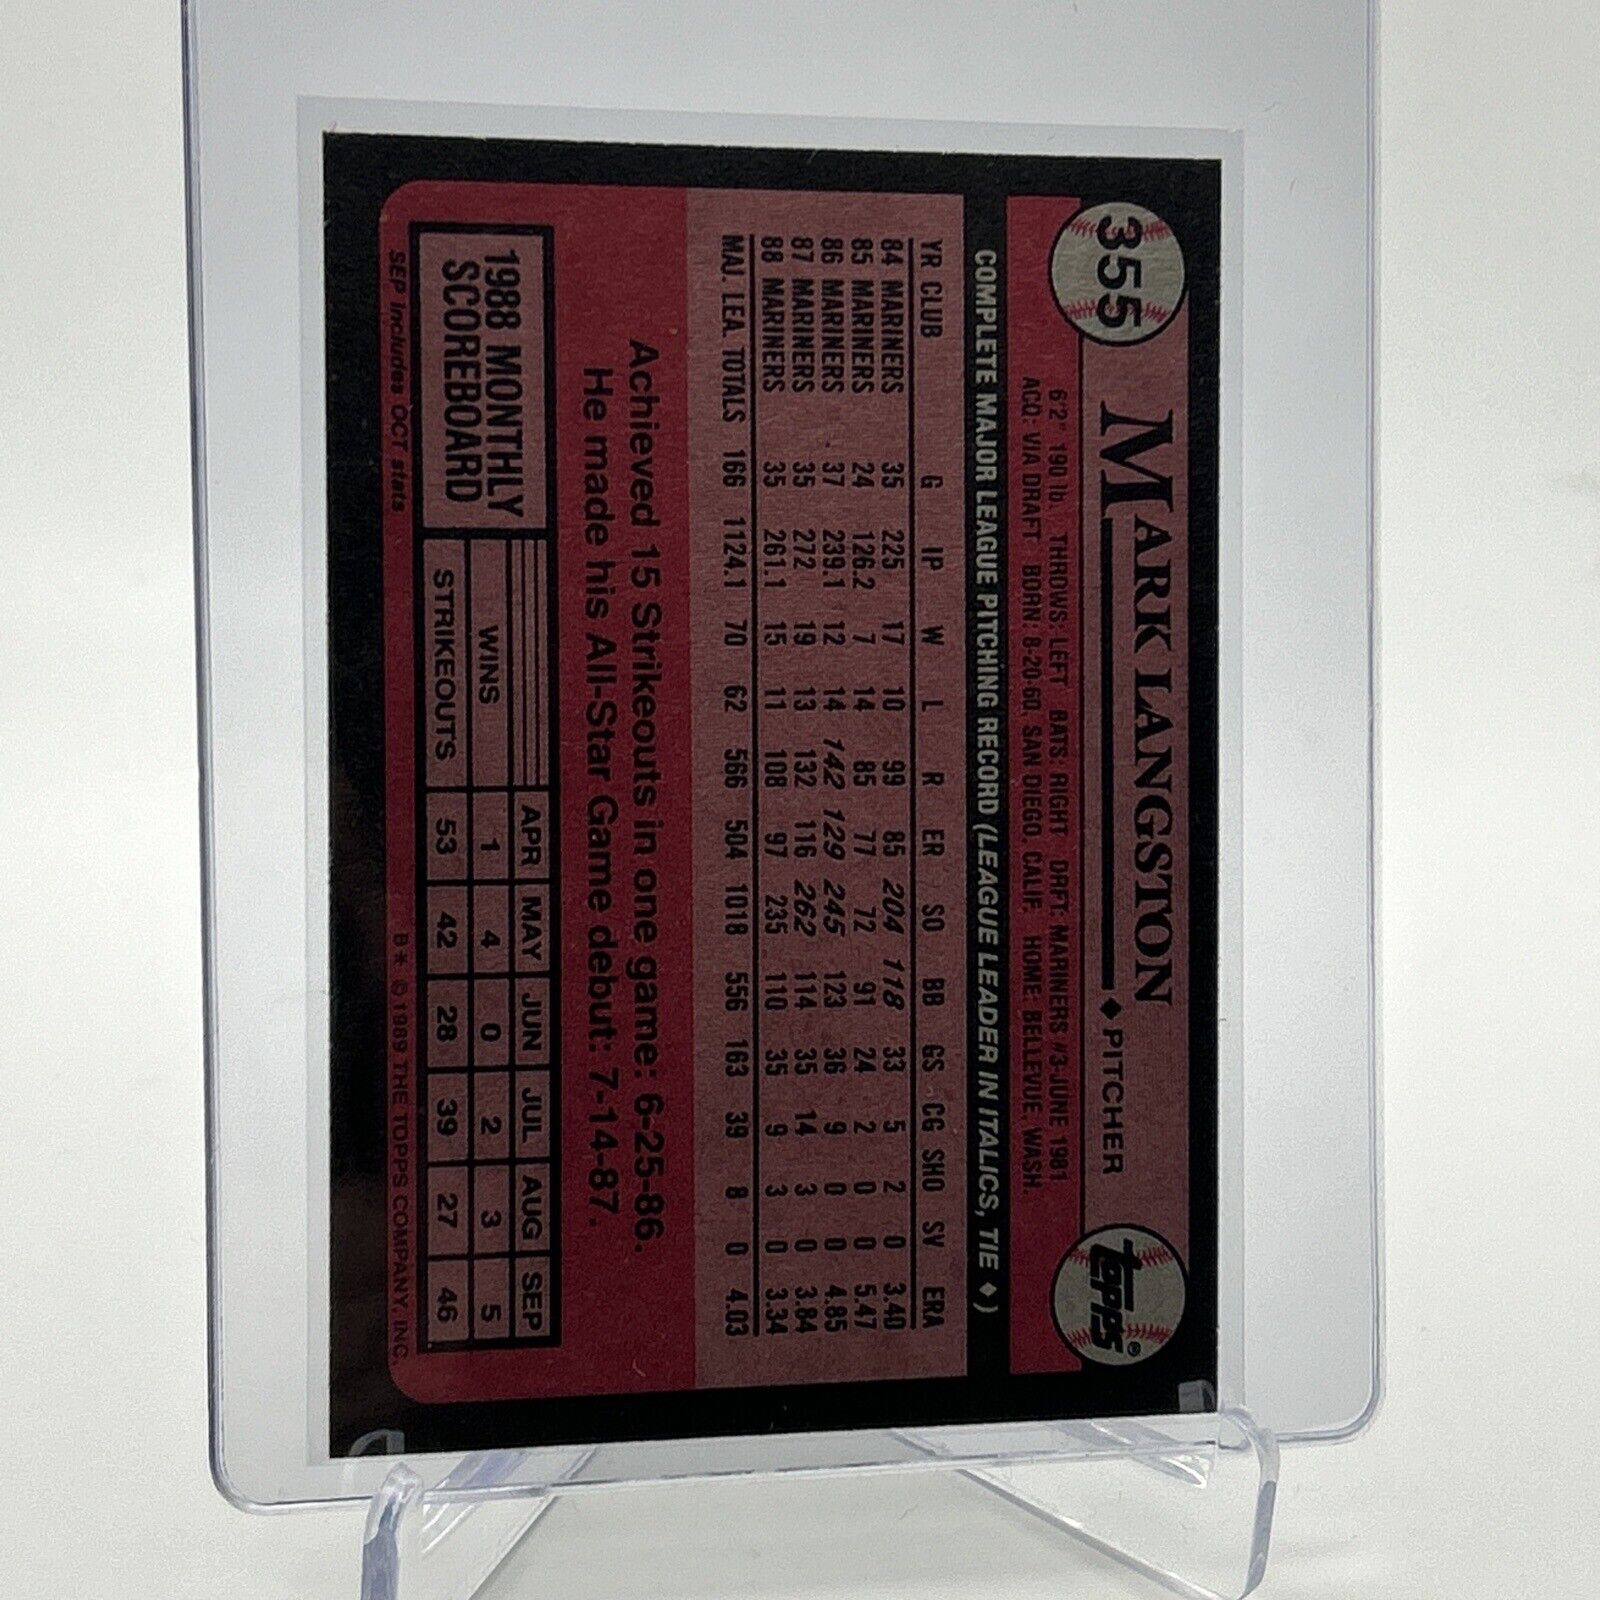 355
MARK LANGSTON ♦ PITCHER
TOPPS®
6'2" 190 lb. THROWS: LEFT BATS: RIGHT DRFT: MARINERS #3-JUNE 1981
ACQ: VIA DRAFT BORN: 8-20-60, SAN DIEGO, CALIF. HOME: BELLEVUE, WASH.
COMPLETE MAJOR LEAGUE PITCHING RECORD (LEAGUE LEADER IN ITALICS, TIE ♦)
YR CLUB G IP W L R ER SO BB GS CG SHO SV ERA
84 MARINERS 35 225 17 10 99 85 204 118 33 5 2 0 3.40
85 MARINERS 24 126.2 7 14 85 77 72 91 24 2 0 0 5.47
86 MARINERS 37 239.1 12 14 142 129 245 123 36 9 0 0 4.85
87 MARINERS 35 272 19 13 132 116 262 114 35 14 3 0 3.84
88 MARINERS 35 261.1 15 11 108 97 235 110 35 9 3 0 3.34
MAJ. LEA. TOTALS 166 1124.1 70 62 566 504 1018 556 163 39 8 0 4.03
Achieved 15 Strikeouts in one game: 6-25-86.
He made his All-Star Game debut: 7-14-87.
1988 MONTHLY
SCOREBOARD
APR MAY JUN JUL AUG SEP
WINS 1 4 0 2 3 5
STRIKEOUTS 53 42 28 39 27 46
SEP includes OCT stats
B* © 1989 THE TOPPS COMPANY, INC.